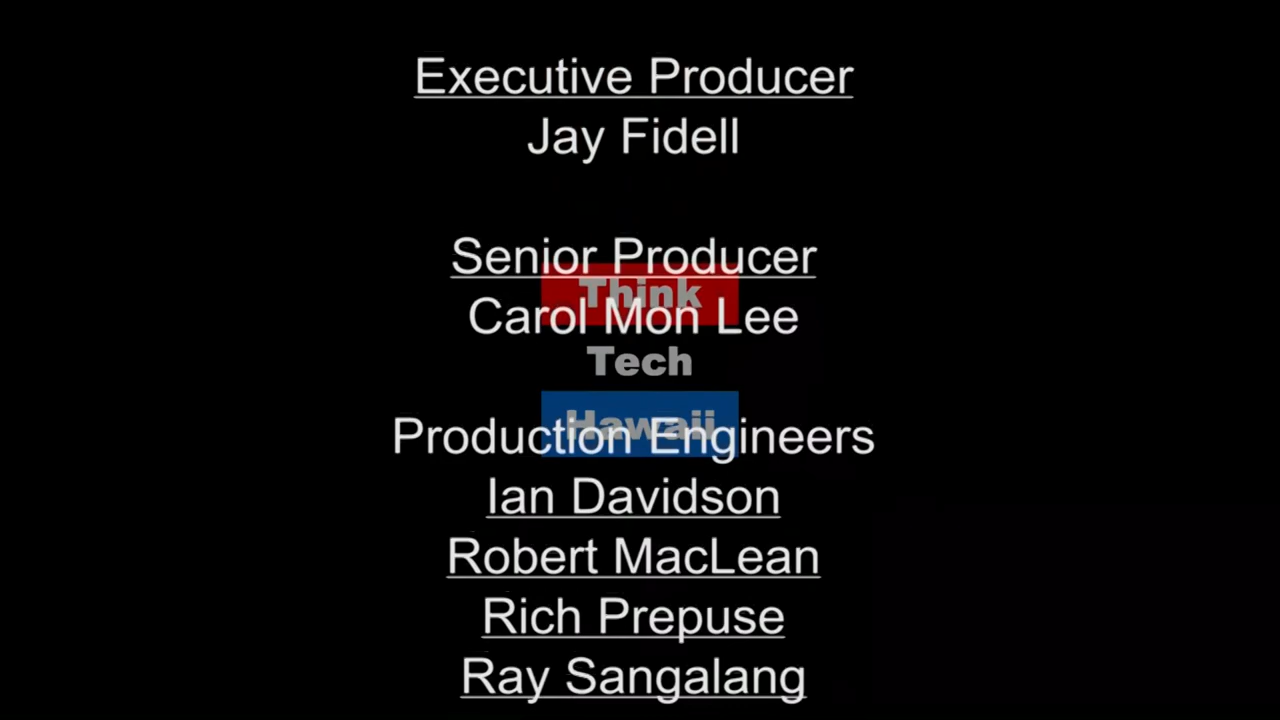 Executive Producer
Jay Fidell
Senior Producer
Think
Carol Mon Lee
Tech
Hawaii
Production Engineers
Ian Davidson
Robert MacLean
Rich Prepuse
Ray Sangalang